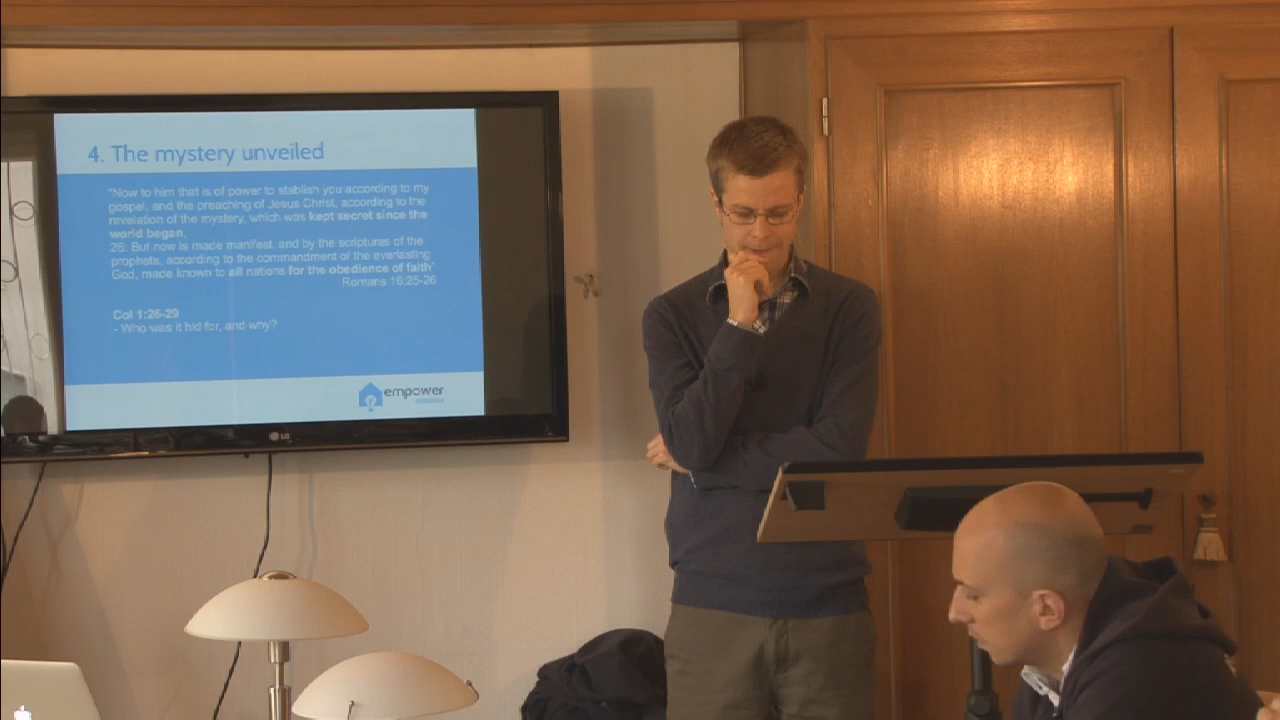 4. The mystery unveiled
"Now to him that is of power to stablish you according to my
gospel, and the preaching of Jesus Christ, according to the
revelation of the mystery, which was kept secret since the
world began,
26: But now is made manifest, and by the scriptures of the
prophets, according to the commandment of the everlasting
God, made known to all nations for the obedience of faith"
Romans 16:25-26
Col 1:26-29
- Who was it hid for, and why?
empower
LG